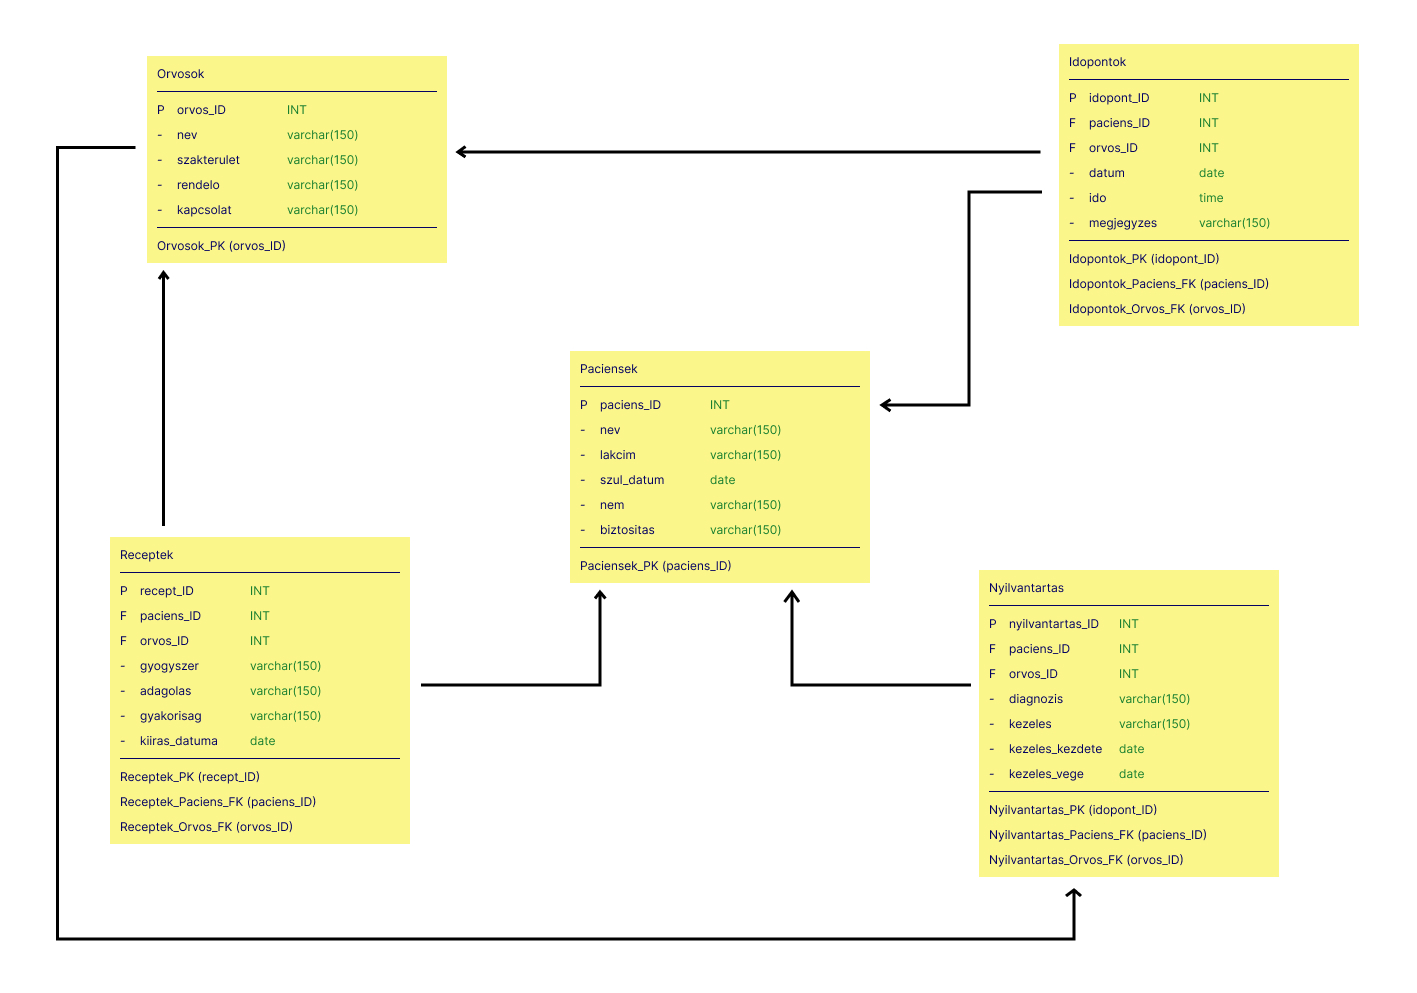 Orvosok
P orvos_ID INT
- nev varchar(150)
- szakterulet varchar(150)
- rendelo varchar(150)
- kapcsolat varchar(150)
Orvosok_PK (orvos_ID)
Idopontok
P idopont_ID INT
F paciens_ID INT
F orvos_ID INT
- datum date
- ido time
- megjegyzes varchar(150)
Idopontok_PK (idopont_ID)
Idopontok_Paciens_FK (paciens_ID)
Idopontok_Orvos_FK (orvos_ID)
Paciensek
P paciens_ID INT
- nev varchar(150)
- lakcim varchar(150)
- szul_datum date
- nem varchar(150)
- biztositas varchar(150)
Paciensek_PK (paciens_ID)
Receptek
P recept_ID INT
F paciens_ID INT
F orvos_ID INT
- gyogyszer varchar(150)
- adagolas varchar(150)
- gyakorisag varchar(150)
- kiiras_datuma date
Receptek_PK (recept_ID)
Receptek_Paciens_FK (paciens_ID)
Receptek_Orvos_FK (orvos_ID)
Nyilvantartas
P nyilvantartas_ID INT
F paciens_ID INT
F orvos_ID INT
- diagnozis varchar(150)
- kezeles varchar(150)
- kezeles_kezdete date
- kezeles_vege date
Nyilvantartas_PK (idopont_ID)
Nyilvantartas_Paciens_FK (paciens_ID)
Nyilvantartas_Orvos_FK (orvos_ID)